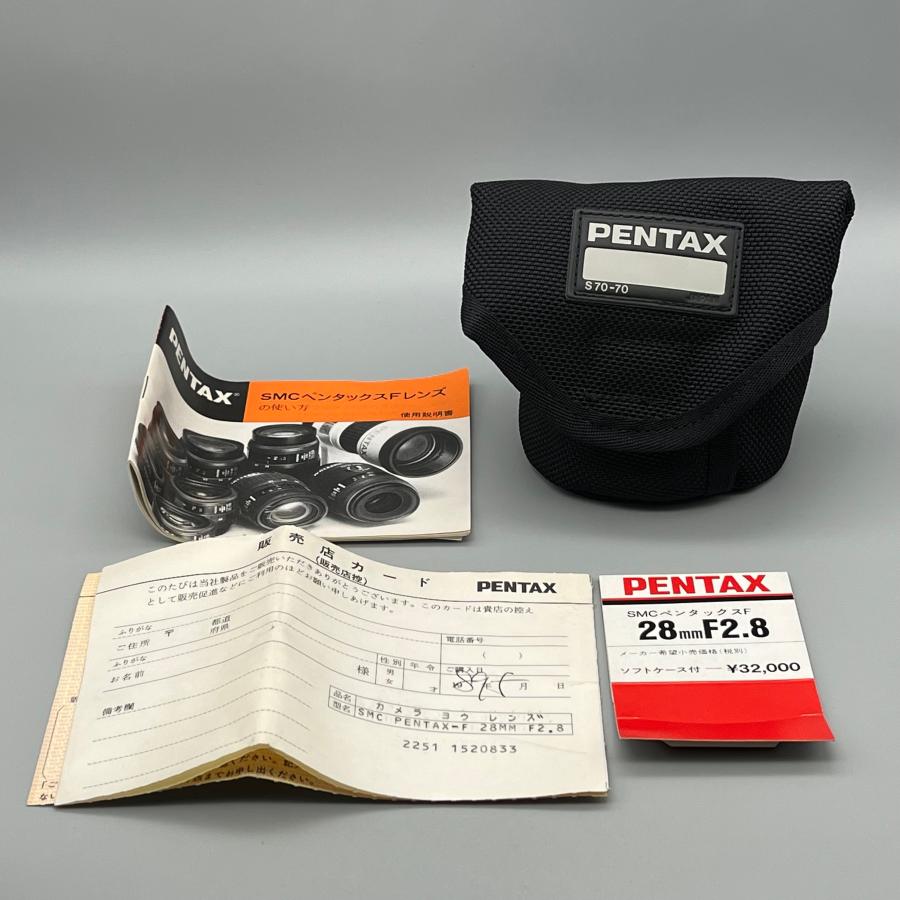 PENTAX
S70-70
PENTAX
PENTAX®
SMCペンタックスFレンズ
の使い方
使用説明書
PENTAX
販売店カード
(販売店控)
PENTAX
このたびは当社製品をご販売いただきありがとうございます。このカードは貴店の控え
として販売促進などにご利用のほどお願い申しあげます。
ふりがな
ご住所
〒
都道
府県
電話番号
( )
ふりがな
お名前
様
性別
男
女
年令
才
ご購入日
月
日
備考欄
品名
型名
カメラ ヨウ レンズ
SMC PENTAX-F 28MM F2.8
2251 1520833
PENTAX
SMCペンタックスF
28mmF2.8
メーカー希望小売価格(税別)
ソフトケース付 — ¥32,000